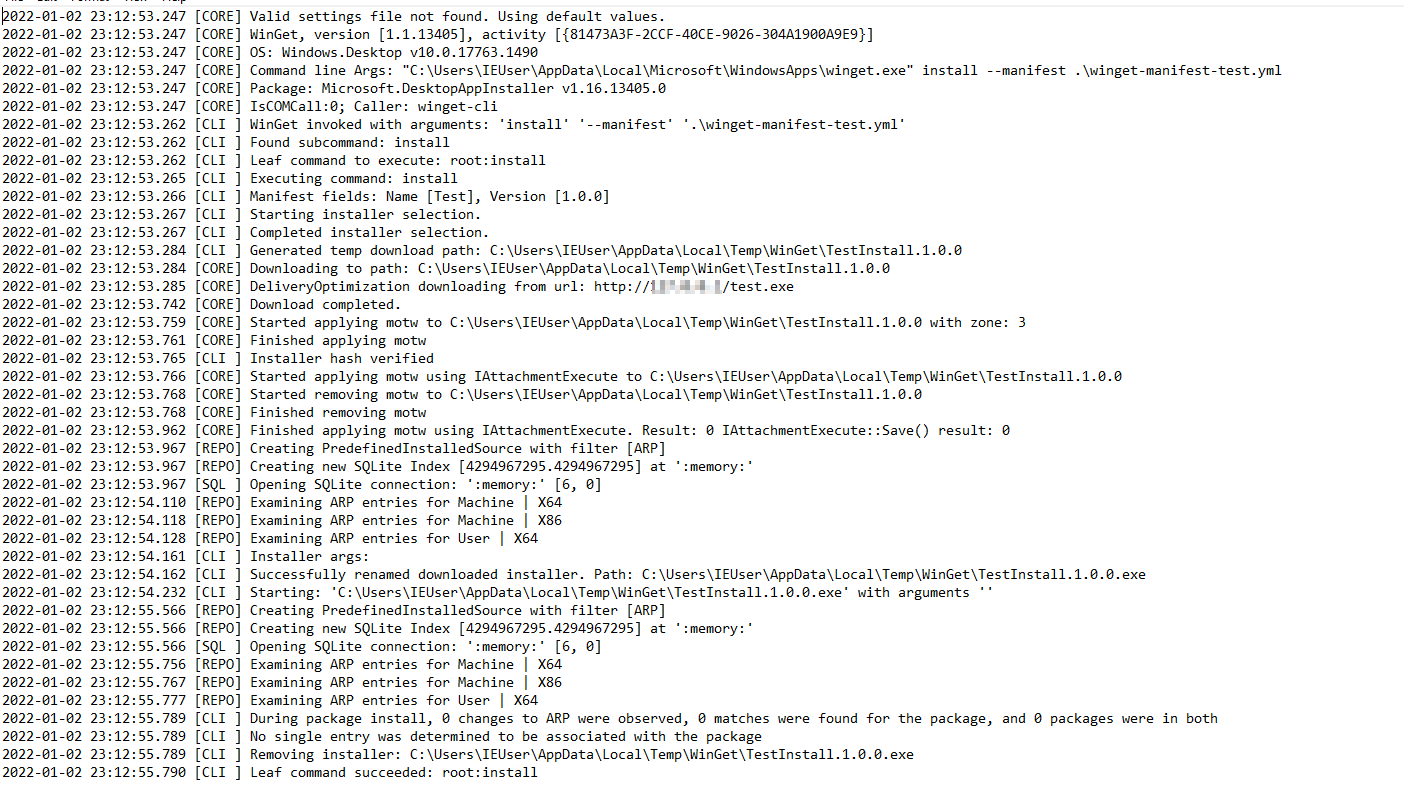 2022-01-02 23:12:53.247 [CORE] Valid settings file not found. Using default values.
2022-01-02 23:12:53.247 [CORE] WinGet, version [1.1.13405], activity [{81473A3F-2CCF-40CE-9026-304A1900A9E9}]
2022-01-02 23:12:53.247 [CORE] OS: Windows.Desktop v10.0.17763.1490
2022-01-02 23:12:53.247 [CORE] Command line Args: "C:\Users\IEUser\AppData\Local\Microsoft\WindowsApps\winget.exe" install --manifest .\winget-manifest-test.yml
2022-01-02 23:12:53.247 [CORE] Package: Microsoft.DesktopAppInstaller v1.16.13405.0
2022-01-02 23:12:53.247 [CORE] IsCOMCall:0; Caller: winget-cli
2022-01-02 23:12:53.262 [CLI ] WinGet invoked with arguments: 'install' '--manifest' '.\winget-manifest-test.yml'
2022-01-02 23:12:53.262 [CLI ] Found subcommand: install
2022-01-02 23:12:53.262 [CLI ] Leaf command to execute: root:install
2022-01-02 23:12:53.265 [CLI ] Executing command: install
2022-01-02 23:12:53.266 [CLI ] Manifest fields: Name [Test], Version [1.0.0]
2022-01-02 23:12:53.267 [CLI ] Starting installer selection.
2022-01-02 23:12:53.267 [CLI ] Completed installer selection.
2022-01-02 23:12:53.284 [CLI ] Generated temp download path: C:\Users\IEUser\AppData\Local\Temp\WinGet\TestInstall.1.0.0
2022-01-02 23:12:53.284 [CORE] Downloading to path: C:\Users\IEUser\AppData\Local\Temp\WinGet\TestInstall.1.0.0
2022-01-02 23:12:53.285 [CORE] DeliveryOptimization downloading from url: http:// /test.exe
2022-01-02 23:12:53.742 [CORE] Download completed.
2022-01-02 23:12:53.759 [CORE] Started applying motw to C:\Users\IEUser\AppData\Local\Temp\WinGet\TestInstall.1.0.0 with zone: 3
2022-01-02 23:12:53.761 [CORE] Finished applying motw
2022-01-02 23:12:53.765 [CLI ] Installer hash verified
2022-01-02 23:12:53.766 [CORE] Started applying motw using IAttachmentExecute to C:\Users\IEUser\AppData\Local\Temp\WinGet\TestInstall.1.0.0
2022-01-02 23:12:53.768 [CORE] Started removing motw to C:\Users\IEUser\AppData\Local\Temp\WinGet\TestInstall.1.0.0
2022-01-02 23:12:53.768 [CORE] Finished removing motw
2022-01-02 23:12:53.962 [CORE] Finished applying motw using IAttachmentExecute. Result: 0 IAttachmentExecute::Save() result: 0
2022-01-02 23:12:53.967 [REPO] Creating PredefinedInstalledSource with filter [ARP]
2022-01-02 23:12:53.967 [REPO] Creating new SQLite Index [4294967295.4294967295] at ':memory:'
2022-01-02 23:12:53.967 [SQL ] Opening SQLite connection: ':memory:' [6, 0]
2022-01-02 23:12:54.110 [REPO] Examining ARP entries for Machine | X64
2022-01-02 23:12:54.118 [REPO] Examining ARP entries for Machine | X86
2022-01-02 23:12:54.128 [REPO] Examining ARP entries for User | X64
2022-01-02 23:12:54.161 [CLI ] Installer args:
2022-01-02 23:12:54.162 [CLI ] Successfully renamed downloaded installer. Path: C:\Users\IEUser\AppData\Local\Temp\WinGet\TestInstall.1.0.0.exe
2022-01-02 23:12:54.232 [CLI ] Starting: 'C:\Users\IEUser\AppData\Local\Temp\WinGet\TestInstall.1.0.0.exe' with arguments ''
2022-01-02 23:12:55.566 [REPO] Creating PredefinedInstalledSource with filter [ARP]
2022-01-02 23:12:55.566 [REPO] Creating new SQLite Index [4294967295.4294967295] at ':memory:'
2022-01-02 23:12:55.566 [SQL ] Opening SQLite connection: ':memory:' [6, 0]
2022-01-02 23:12:55.756 [REPO] Examining ARP entries for Machine | X64
2022-01-02 23:12:55.767 [REPO] Examining ARP entries for Machine | X86
2022-01-02 23:12:55.777 [REPO] Examining ARP entries for User | X64
2022-01-02 23:12:55.789 [CLI ] During package install, 0 changes to ARP were observed, 0 matches were found for the package, and 0 packages were in both
2022-01-02 23:12:55.789 [CLI ] No single entry was determined to be associated with the package
2022-01-02 23:12:55.789 [CLI ] Removing installer: C:\Users\IEUser\AppData\Local\Temp\WinGet\TestInstall.1.0.0.exe
2022-01-02 23:12:55.790 [CLI ] Leaf command succeeded: root:install